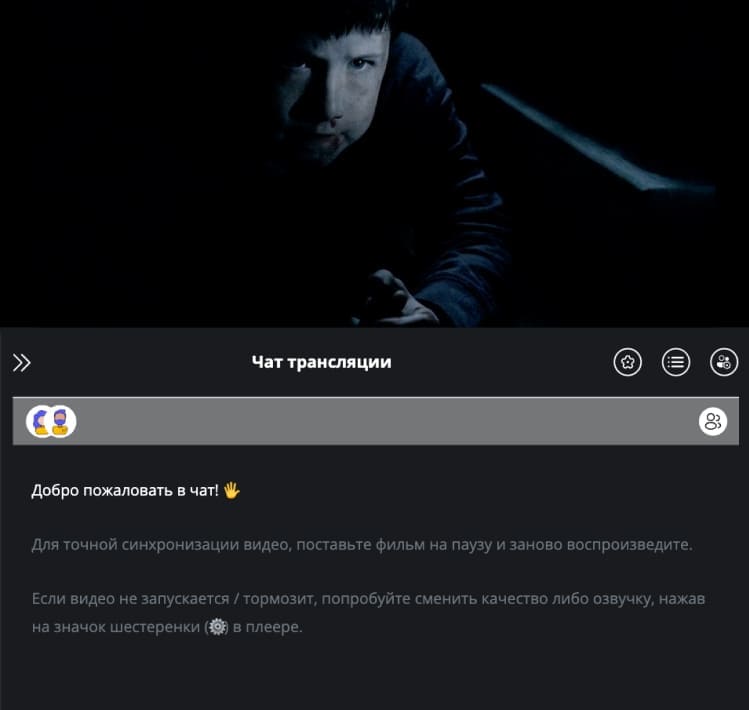 Чат трансляции
Добро пожаловать в чат! 🖐
Для точной синхронизации видео, поставьте фильм на паузу и заново воспроизведите.
Если видео не запускается / тормозит, попробуйте сменить качество либо озвучку, нажав
на значок шестеренки (⚙️) в плеере.